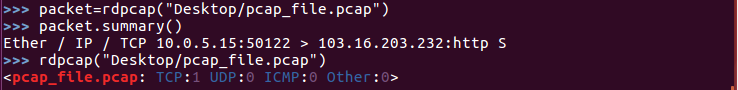 >>> packet=rdpcap("Desktop/pcap_file.pcap")
>>> packet.summary()
Ether / IP / TCP 10.0.5.15:50122 > 103.16.203.232:http S
>>> rdpcap("Desktop/pcap_file.pcap")
<pcap_file.pcap: TCP:1 UDP:0 ICMP:0 Other:0>